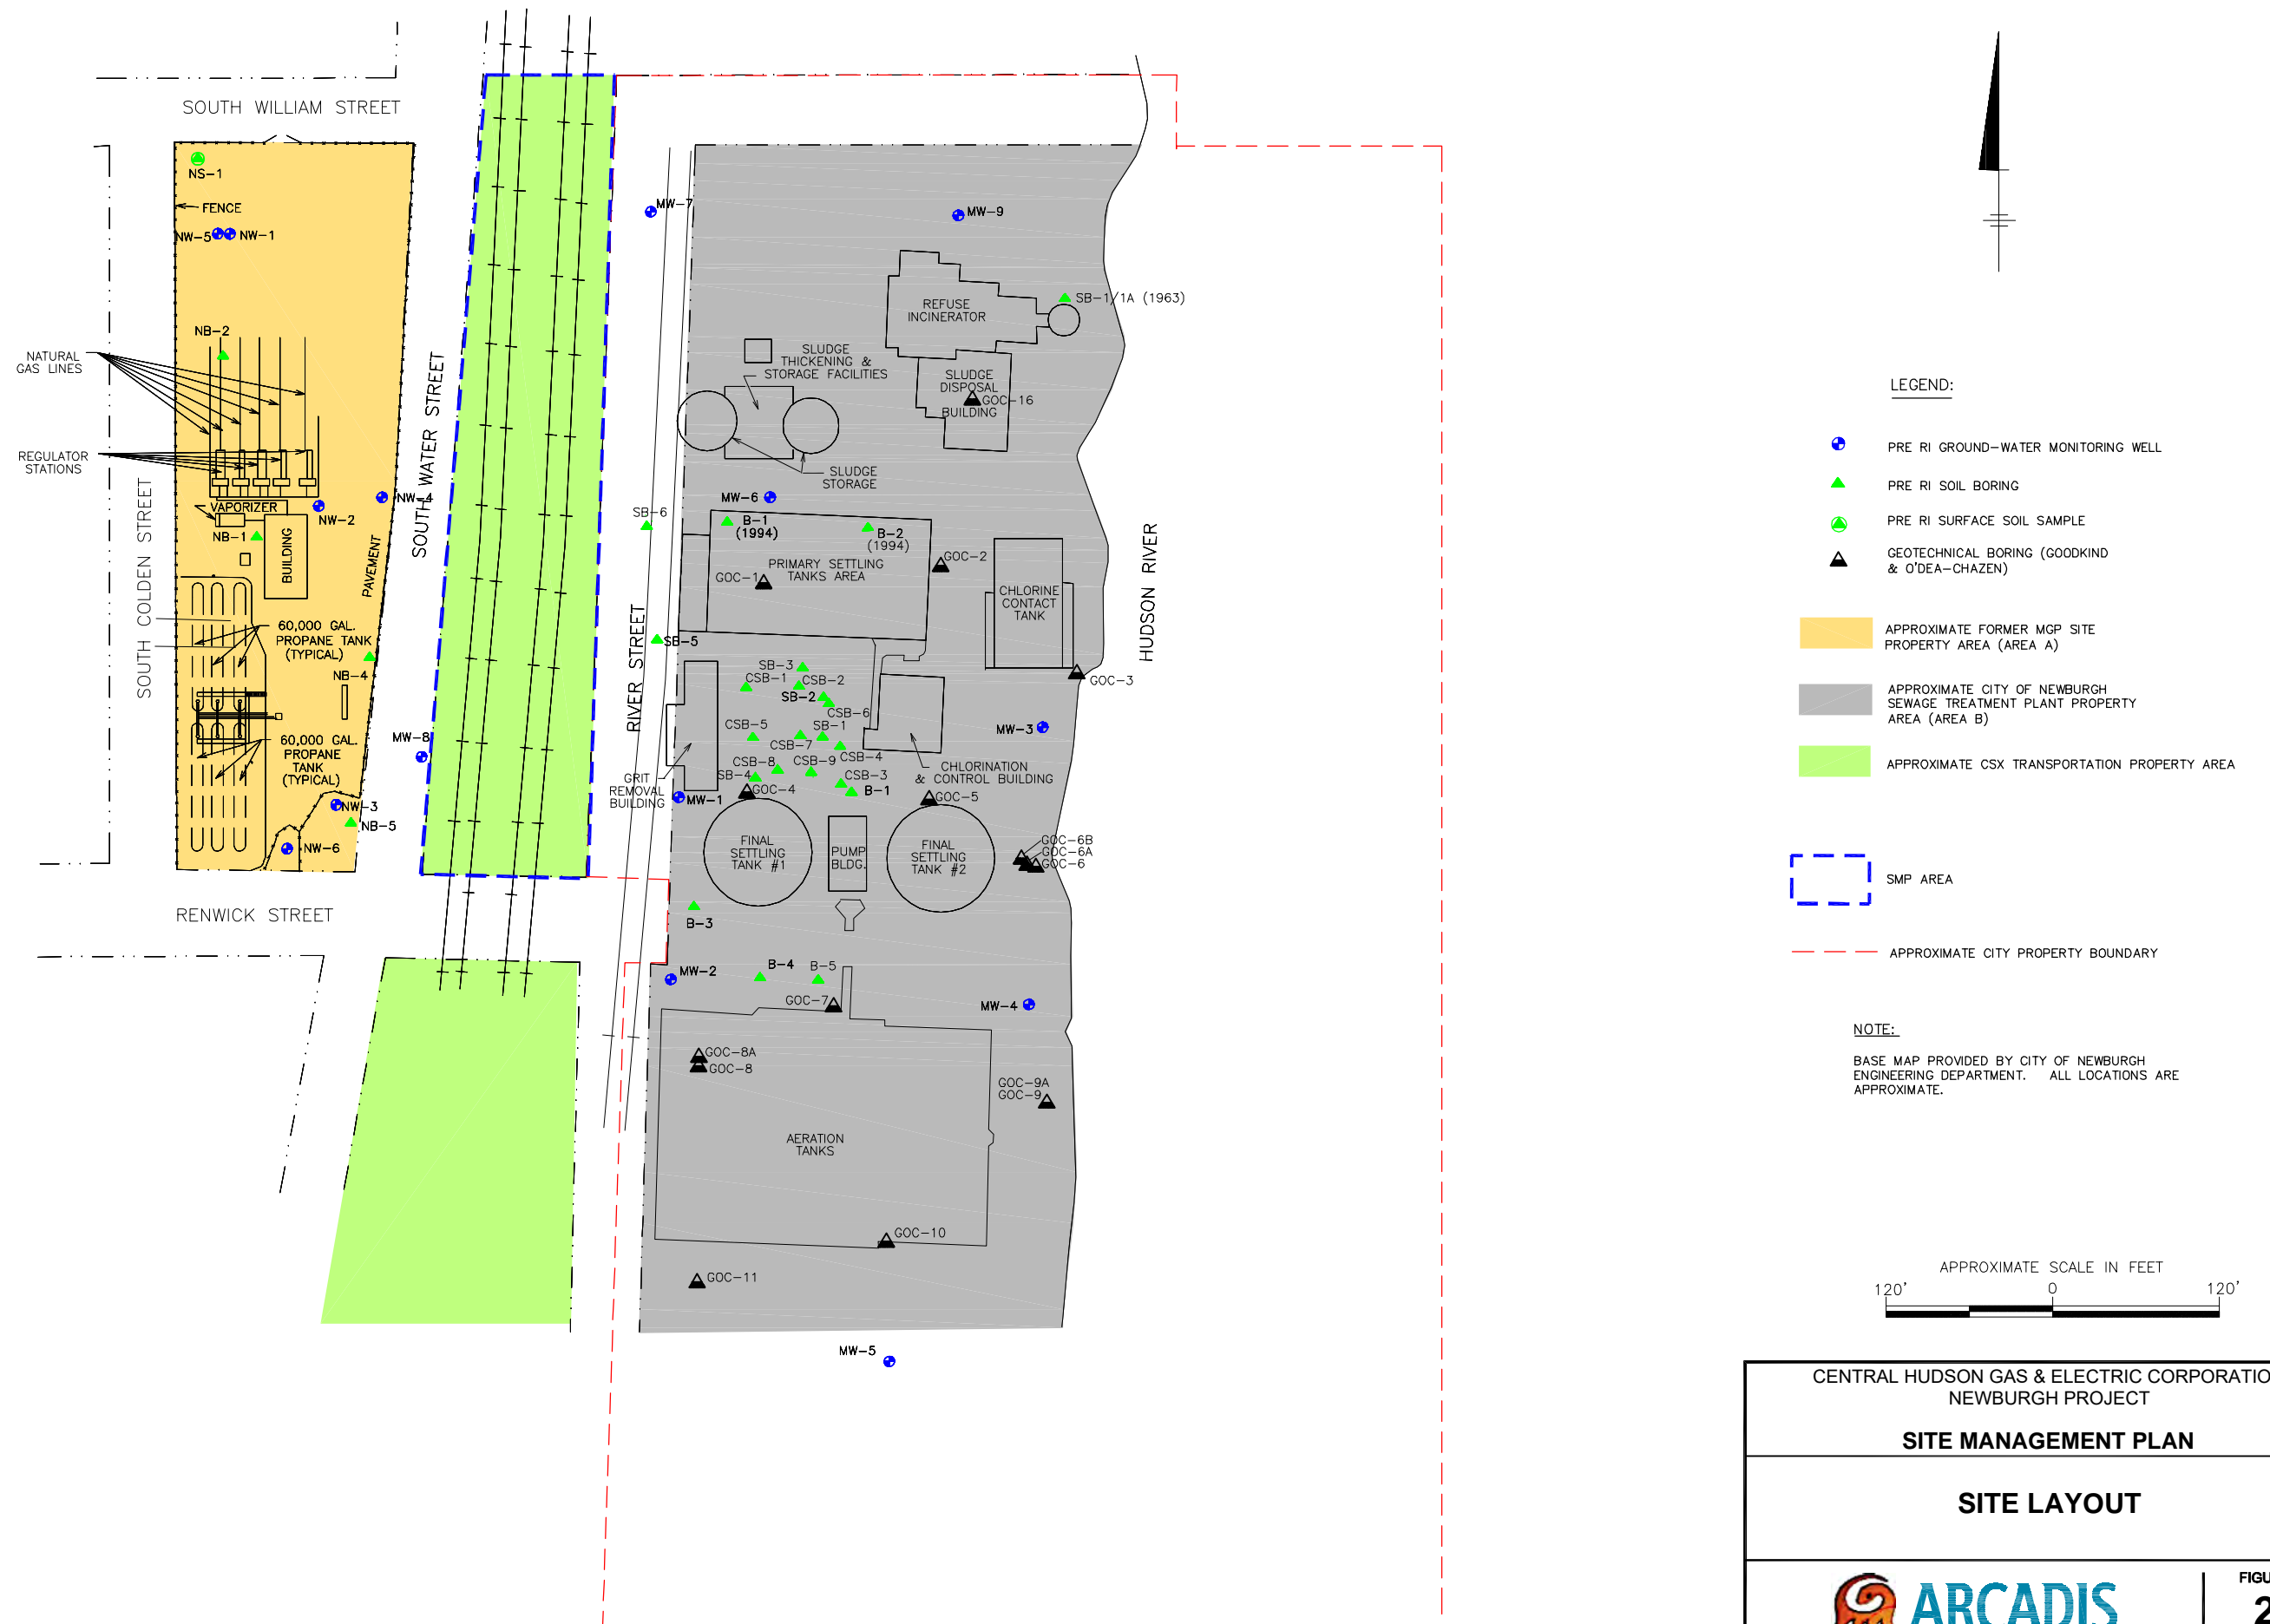 SOUTH WILLIAM STREET
NS-1
FENCE
NW-5
NW-1
NB-2
NATURAL
GAS LINES
REGULATOR
STATIONS
SOUTH COLDEN STREET
VAPORIZER
NW-4
NW-2
NB-1
BUILDING
PAVEMENT
SOUTH WATER STREET
60,000 GAL.
PROPANE TANK
(TYPICAL)
NB-4
60,000 GAL.
PROPANE
TANK
(TYPICAL)
MW-8
NW-3
NB-5
NW-6
RENWICK STREET
RIVER STREET
MW-7
MW-9
REFUSE
INCINERATOR
SB-1/1A (1963)
SLUDGE
THICKENING &
STORAGE FACILITIES
SLUDGE
DISPOSAL
BUILDING
GOC-16
SLUDGE
STORAGE
MW-6
SB-6
B-1
(1994)
B-2
(1994)
PRIMARY SETTLING
TANKS AREA
GOC-1
GOC-2
CHLORINE
CONTACT
TANK
HUDSON RIVER
SB-5
SB-3
CSB-1
CSB-2
SB-2
CSB-6
GOC-3
CSB-5
SB-1
MW-3
CSB-7
CSB-4
CSB-8
CSB-9
CHLORINATION
& CONTROL BUILDING
SB-4
CSB-3
GRIT
REMOVAL
BUILDING
MW-1
GOC-4
B-1
GOC-5
FINAL
SETTLING
TANK #1
PUMP
BLDG.
FINAL
SETTLING
TANK #2
GOC-6B
GOC-6A
GOC-6
B-3
MW-2
B-4
B-5
GOC-7
MW-4
GOC-8A
GOC-8
GOC-9A
GOC-9
AERATION
TANKS
GOC-10
GOC-11
MW-5
LEGEND:
PRE RI GROUND-WATER MONITORING WELL
PRE RI SOIL BORING
PRE RI SURFACE SOIL SAMPLE
GEOTECHNICAL BORING (GOODKIND
& O'DEA-CHAZEN)
APPROXIMATE FORMER MGP SITE
PROPERTY AREA (AREA A)
APPROXIMATE CITY OF NEWBURGH
SEWAGE TREATMENT PLANT PROPERTY
AREA (AREA B)
APPROXIMATE CSX TRANSPORTATION PROPERTY AREA
SMP AREA
APPROXIMATE CITY PROPERTY BOUNDARY
NOTE:
BASE MAP PROVIDED BY CITY OF NEWBURGH
ENGINEERING DEPARTMENT. ALL LOCATIONS ARE
APPROXIMATE.
APPROXIMATE SCALE IN FEET
120' 0 120'
CENTRAL HUDSON GAS & ELECTRIC CORPORATIO
NEWBURGH PROJECT
SITE MANAGEMENT PLAN
SITE LAYOUT
ARCADIS
FIGU
2